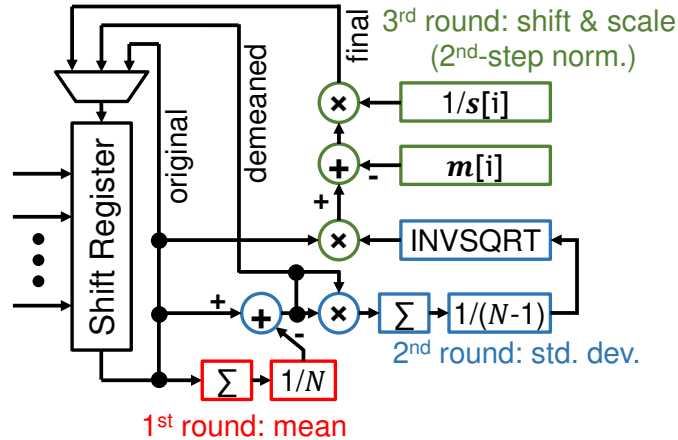 3rd round: shift & scale
(2nd-step norm.)
final
demeaned
original
Shift Register
×
1/s[i]
+
-
m[i]
+
×
INVSQRT
+
+
-
×
∑
1/(N-1)
2nd round: std. dev.
∑
1/N
1st round: mean